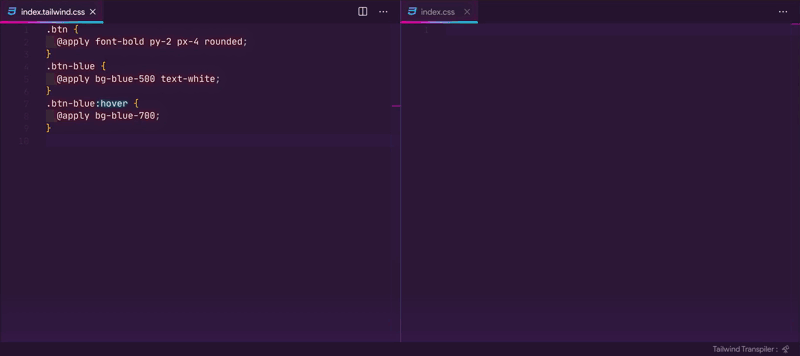 index.tailwind.css
index.css
.btn {
@apply font-bold py-2 px-4 rounded;
}
.btn-blue {
@apply bg-blue-500 text-white;
}
.btn-blue:hover {
@apply bg-blue-700;
}
Tailwind Transpiler :